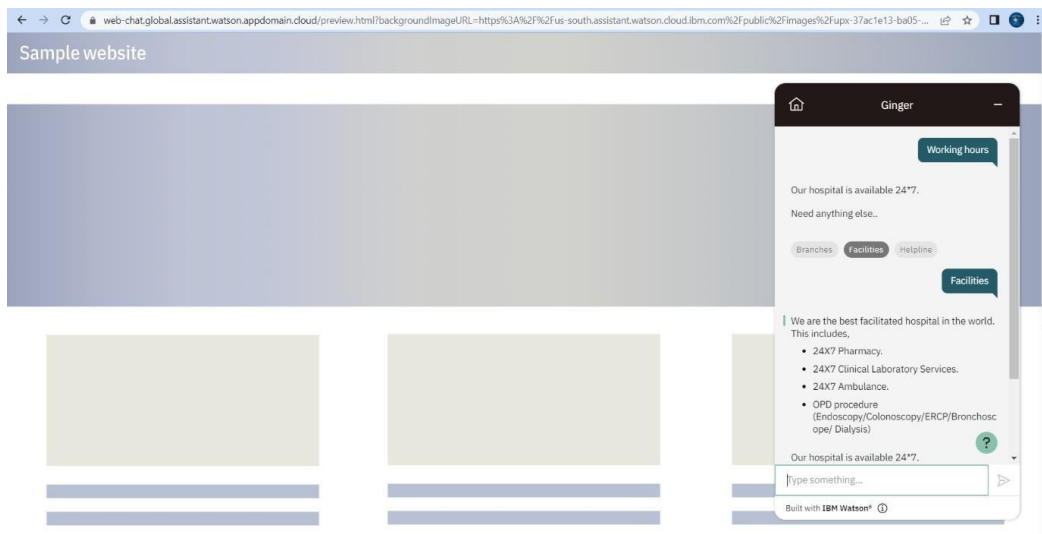 web-chat.global.assistant.watson.appdomain.cloud/preview.html?backgroundImageURL=https%3A%2F%2Fus-south.assistant.watson.cloud.ibm.com%2Fpublic%2Fimages%2Fupx-37ac1e13-ba05-...
Sample website
Ginger
Working hours
Our hospital is available 24*7.
Need anything else..
Branches Facilities Helpline
Facilities
We are the best facilitated hospital in the world.
This includes,
• 24X7 Pharmacy.
• 24X7 Clinical Laboratory Services.
• 24X7 Ambulance.
• OPD procedure
(Endoscopy/Colonoscopy/ERCP/Bronchosc
ope/ Dialysis)
?
Our hospital is available 24*7.
Type something...
Built with IBM Watson®